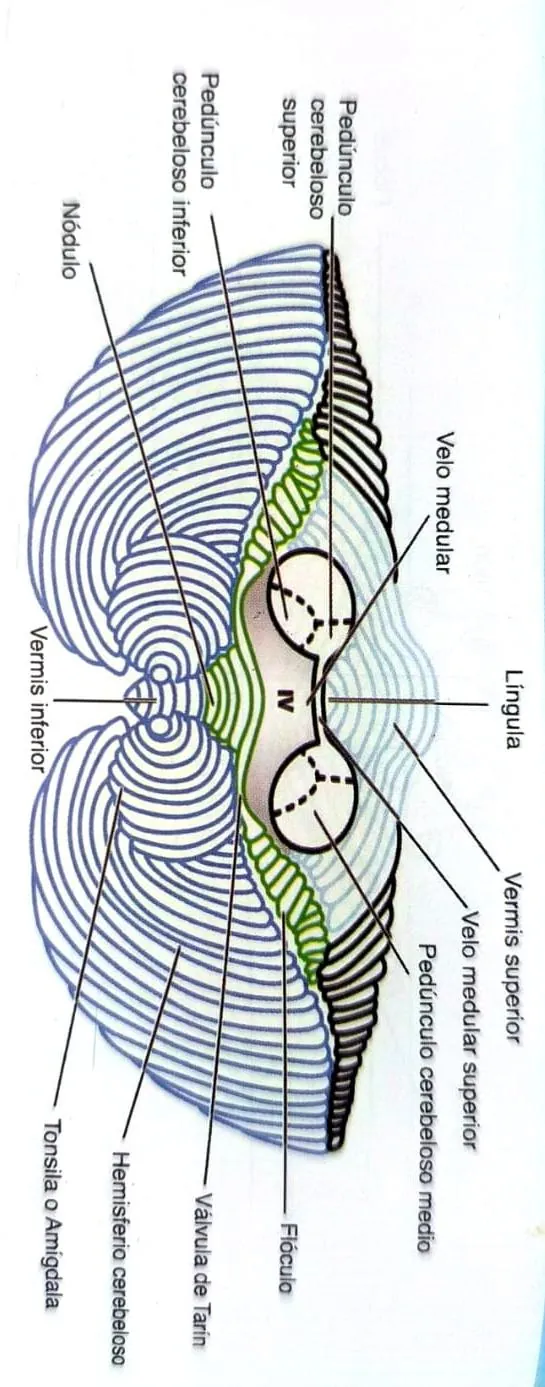 Língula
Vermis superior
Velo medular
Velo medular superior
Pedúnculo
cerebeloso
superior
Pedúnculo cerebeloso medio
Pedúnculo
cerebeloso inferior
IV
Flóculo
Nódulo
Válvula de Tarín
Hemisferio cerebeloso
Vermis inferior
Tonsila o Amígdala